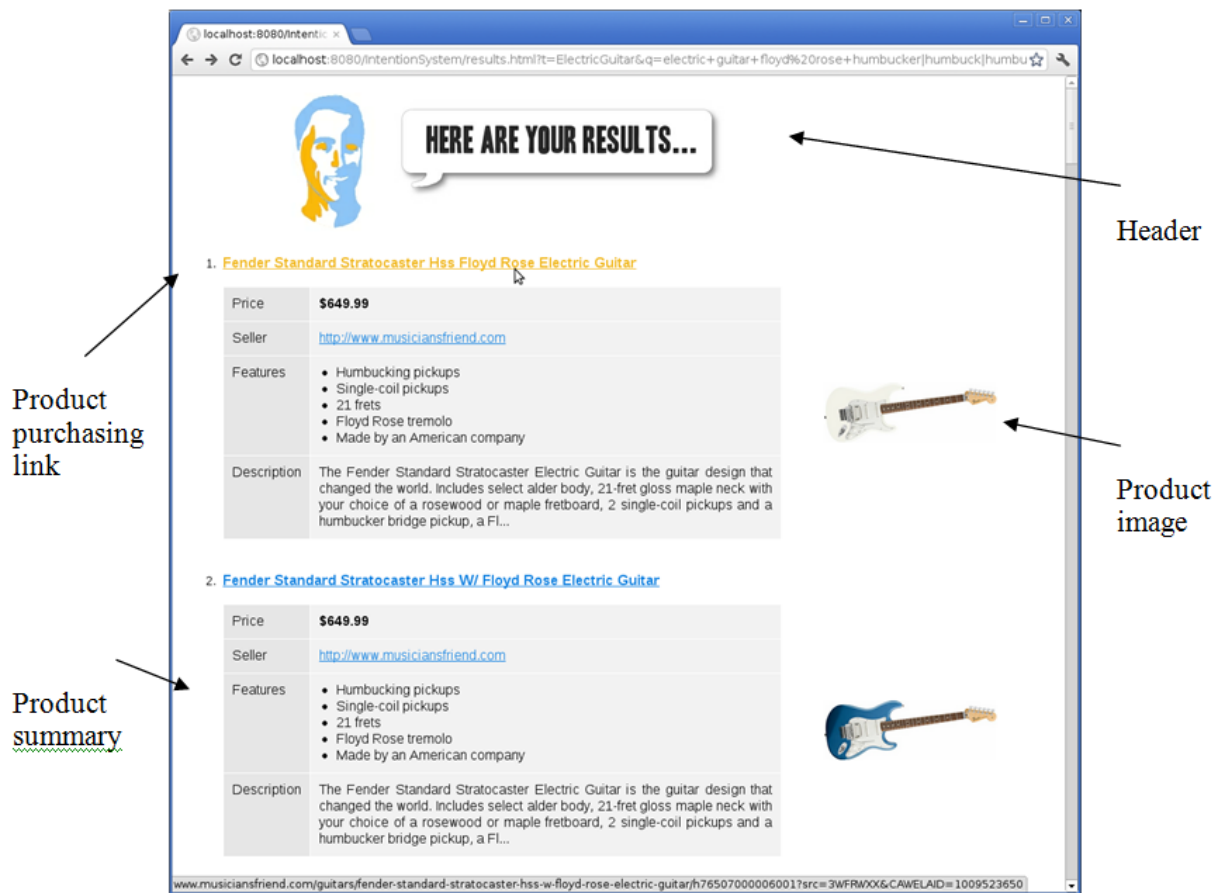 localhost:8080/Intentic
localhost:8080/IntentionSystem/results.html?t=ElectricGuitar&q=electric+guitar+floyd%20rose+humbucker|humbuck|humbu
HERE ARE YOUR RESULTS...
Header
1. Fender Standard Stratocaster Hss Floyd Rose Electric Guitar
Price $649.99
Seller http://www.musiciansfriend.com
Features • Humbucking pickups
• Single-coil pickups
• 21 frets
• Floyd Rose tremolo
• Made by an American company
Product
purchasing
link
Description The Fender Standard Stratocaster Electric Guitar is the guitar design that
changed the world. Includes select alder body, 21-fret gloss maple neck with
your choice of a rosewood or maple fretboard, 2 single-coil pickups and a
humbucker bridge pickup, a Fl...
Product
image
2. Fender Standard Stratocaster Hss W/ Floyd Rose Electric Guitar
Price $649.99
Seller http://www.musiciansfriend.com
Features • Humbucking pickups
• Single-coil pickups
• 21 frets
• Floyd Rose tremolo
• Made by an American company
Product
summary
Description The Fender Standard Stratocaster Electric Guitar is the guitar design that
changed the world. Includes select alder body, 21-fret gloss maple neck with
your choice of a rosewood or maple fretboard, 2 single-coil pickups and a
humbucker bridge pickup, a Fl...
www.musiciansfriend.com/guitars/fender-standard-stratocaster-hss-w-floyd-rose-electric-guitar/h76507000006001?src=3WFRWXX&CAWELAID=1009523650